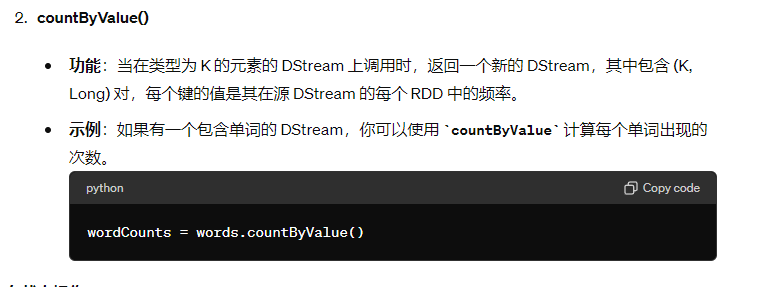 2. countByValue()
• 功能：当在类型为 K 的元素的 DStream 上调用时，返回一个新的 DStream，其中包含 (K,
Long) 对，每个键的值是其在源 DStream 的每个 RDD 中的频率。
• 示例：如果有一个包含单词的 DStream，你可以使用 `countByValue` 计算每个单词出现的
次数。
python Copy code
wordCounts = words.countByValue()